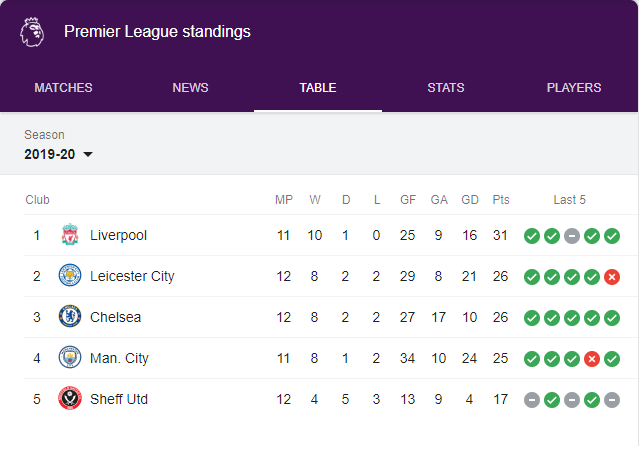 Premier League standings
MATCHES NEWS TABLE STATS PLAYERS
Season
2019-20
Club MP W D L GF GA GD Pts Last 5
1 Liverpool 11 10 1 0 25 9 16 31
2 Leicester City 12 8 2 2 29 8 21 26
3 Chelsea 12 8 2 2 27 17 10 26
4 Man. City 11 8 1 2 34 10 24 25
5 Sheff Utd 12 4 5 3 13 9 4 17